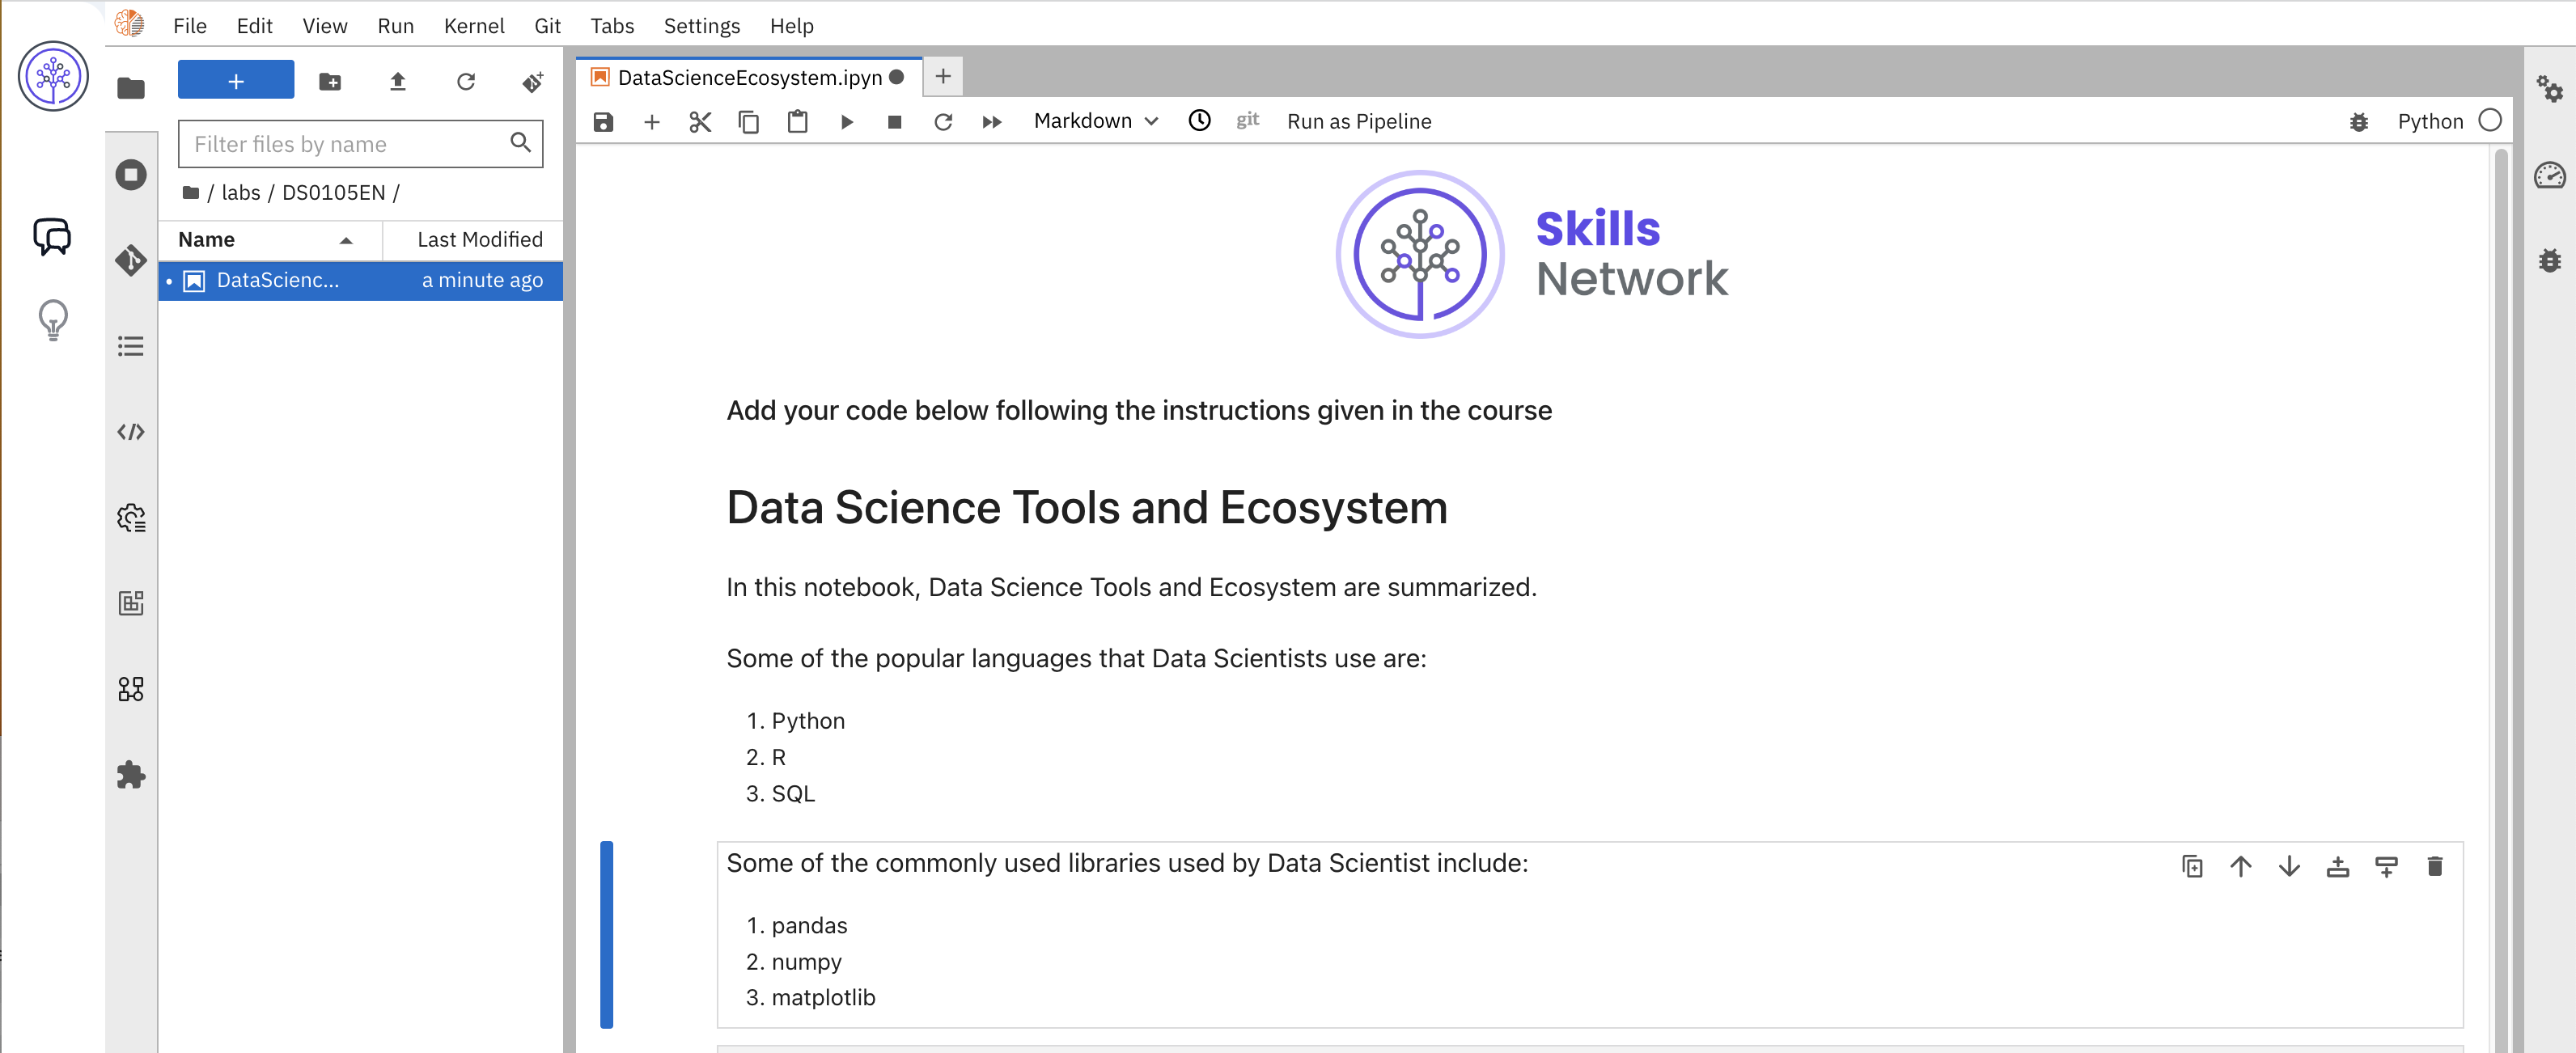 File Edit View Run Kernel Git Tabs Settings Help
DataScienceEcosystem.ipyn
Filter files by name
Markdown git Run as Pipeline Python
/ labs / DS0105EN /
Name Last Modified
DataScienc... a minute ago
Skills
Network
Add your code below following the instructions given in the course
Data Science Tools and Ecosystem
In this notebook, Data Science Tools and Ecosystem are summarized.
Some of the popular languages that Data Scientists use are:
1. Python
2. R
3. SQL
Some of the commonly used libraries used by Data Scientist include:
1. pandas
2. numpy
3. matplotlib